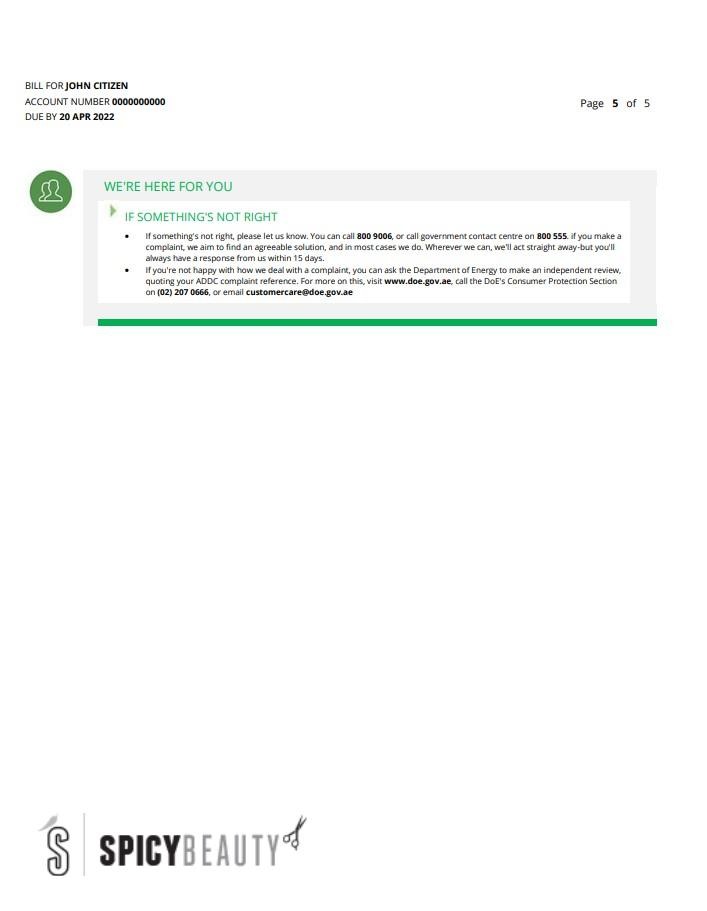 BILL FOR JOHN CITIZEN
ACCOUNT NUMBER 0000000000
DUE BY 20 APR 2022
Page 5 of 5
WE'RE HERE FOR YOU
IF SOMETHING'S NOT RIGHT
• If something's not right, please let us know. You can call 800 9006, or call government contact centre on 800 555. if you make a
complaint, we aim to find an agreeable solution, and in most cases we do. Wherever we can, we'll act straight away-but you'll
always have a response from us within 15 days.
• If you're not happy with how we deal with a complaint, you can ask the Department of Energy to make an independent review,
quoting your ADDC complaint reference. For more on this, visit www.doe.gov.ae, call the DoE's Consumer Protection Section
on (02) 207 0666, or email customercare@doe.gov.ae
S SPICYBEAUTY